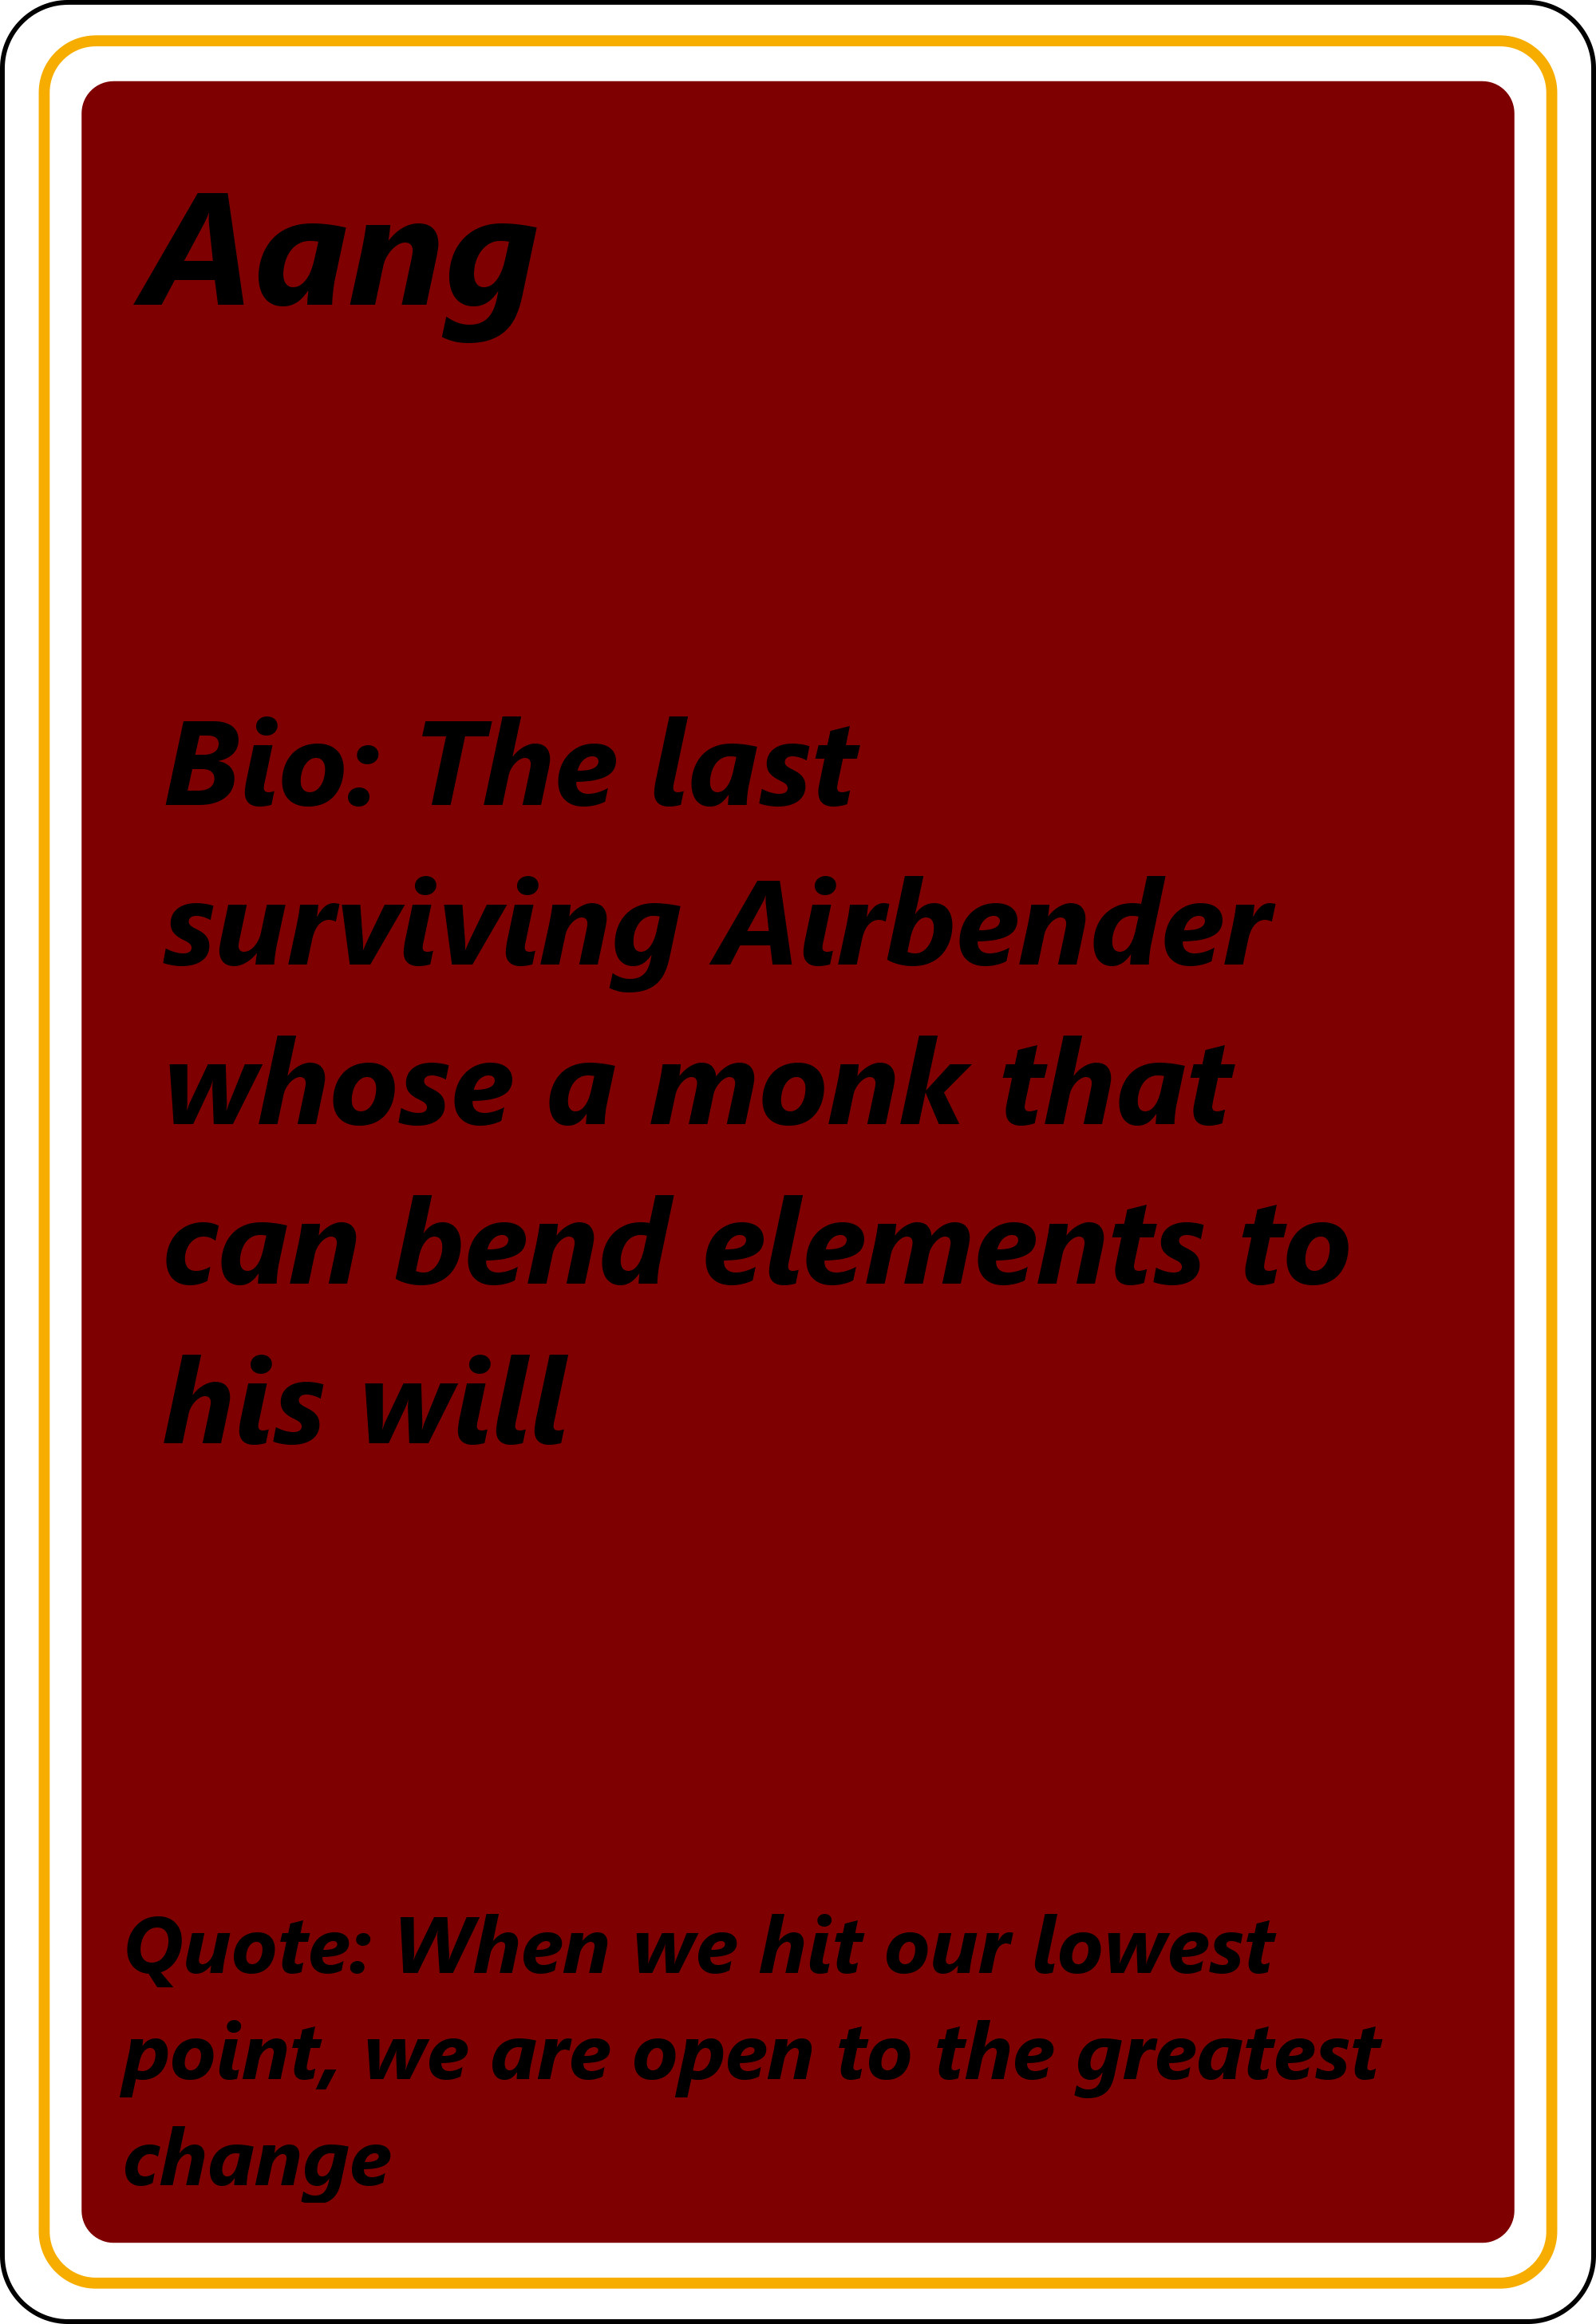 Aang
Bio: The last
surviving Airbender
whose a monk that
can bend elements to
his will
Quote: When we hit our lowest
point, we are open to the greatest
change